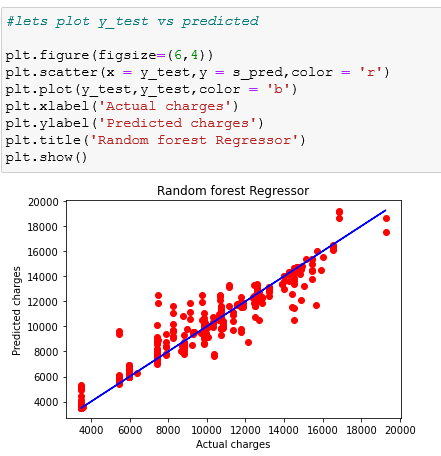 #lets plot y_test vs predicted
plt.figure(figsize=(6,4))
plt.scatter(x = y_test,y = s_pred,color = 'r')
plt.plot(y_test,y_test,color = 'b')
plt.xlabel('Actual charges')
plt.ylabel('Predicted charges')
plt.title('Random forest Regressor')
plt.show()
Random forest Regressor
Predicted charges
20000
18000
16000
14000
12000
10000
8000
6000
4000
4000 6000 8000 10000 12000 14000 16000 18000 20000
Actual charges